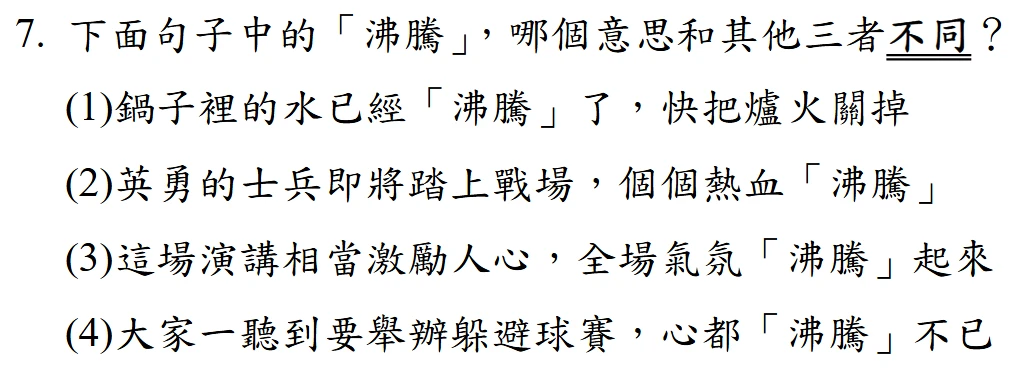 7. 下面句子中的「沸騰」，哪個意思和其他三者不同？
(1)鍋子裡的水已經「沸騰」了，快把爐火關掉
(2)英勇的士兵即將踏上戰場，個個熱血「沸騰」
(3)這場演講相當激勵人心，全場氣氛「沸騰」起來
(4)大家一聽到要舉辦躲避球賽，心都「沸騰」不已